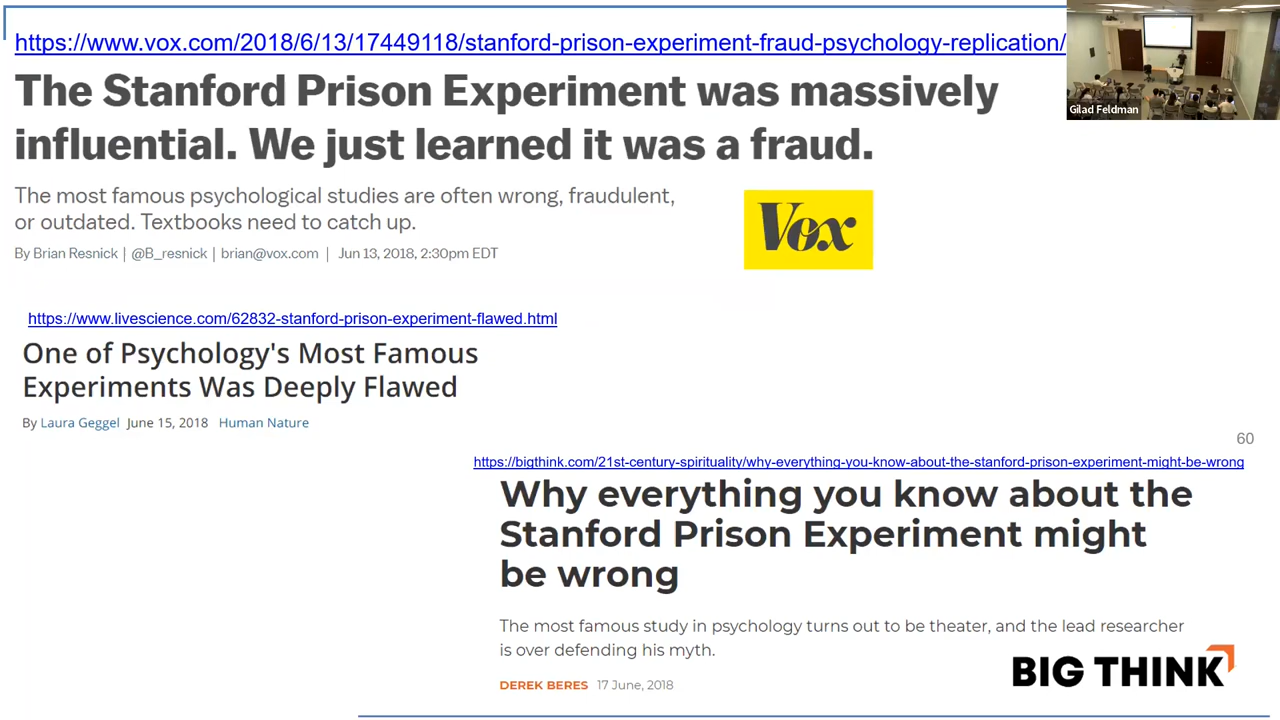 https://www.vox.com/2018/6/13/17449118/stanford-prison-experiment-fraud-psychology-replication/
Gilad Feldman
The Stanford Prison Experiment was massively
influential. We just learned it was a fraud.
The most famous psychological studies are often wrong, fraudulent,
or outdated. Textbooks need to catch up.
By Brian Resnick | @B_resnick | brian@vox.com | Jun 13, 2018, 2:30pm EDT
Vox
https://www.livescience.com/62832-stanford-prison-experiment-flawed.html
One of Psychology's Most Famous
Experiments Was Deeply Flawed
By Laura Geggel June 15, 2018 Human Nature
60
https://bigthink.com/21st-century-spirituality/why-everything-you-know-about-the-stanford-prison-experiment-might-be-wrong
Why everything you know about the
Stanford Prison Experiment might
be wrong
The most famous study in psychology turns out to be theater, and the lead researcher
is over defending his myth.
DEREK BERES 17 June, 2018
BIG THINK